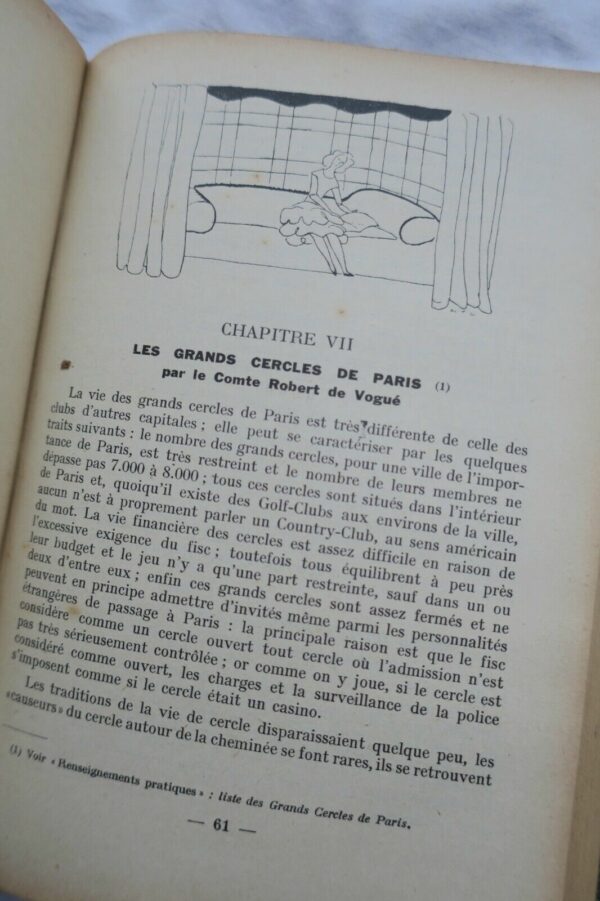 CHAPITRE VII
LES GRANDS CERCLES DE PARIS (1)
par le Comte Robert de Vogué
La vie des grands cercles de Paris est très différente de celle des
clubs d'autres capitales ; elle peut se caractériser par les quelques
traits suivants : le nombre des grands cercles, pour une ville de l'impor-
tance de Paris, est très restreint et le nombre de leurs membres ne
dépasse pas 7.000 à 8.000 ; tous ces cercles sont situés dans l'intérieur
de Paris et, quoiqu'il existe des Golf-Clubs aux environs de la ville,
aucun n'est à proprement parler un Country-Club, au sens américain
du mot. La vie financière des cercles est assez difficile en raison de
l'excessive exigence du fisc ; toutefois tous équilibrent à peu près
leur budget et le jeu n'y a qu'une part restreinte, sauf dans un ou
deux d'entre eux ; enfin ces grands cercles sont assez fermés et ne
peuvent en principe admettre d'invités même parmi les personnalités
étrangères de passage à Paris : la principale raison est que le fisc
considère comme un cercle ouvert tout cercle où l'admission n'est
pas très sérieusement contrôlée ; or comme on y joue, si le cercle est
considéré comme ouvert, les charges et la surveillance de la police
s'imposent comme si le cercle était un casino.
Les traditions de la vie de cercle disparaissaient quelque peu, les
«causeurs» du cercle autour de la cheminée se font rares, ils se retrouvent
(1) Voir « Renseignements pratiques » : liste des Grands Cercles de Paris.
— 61 —